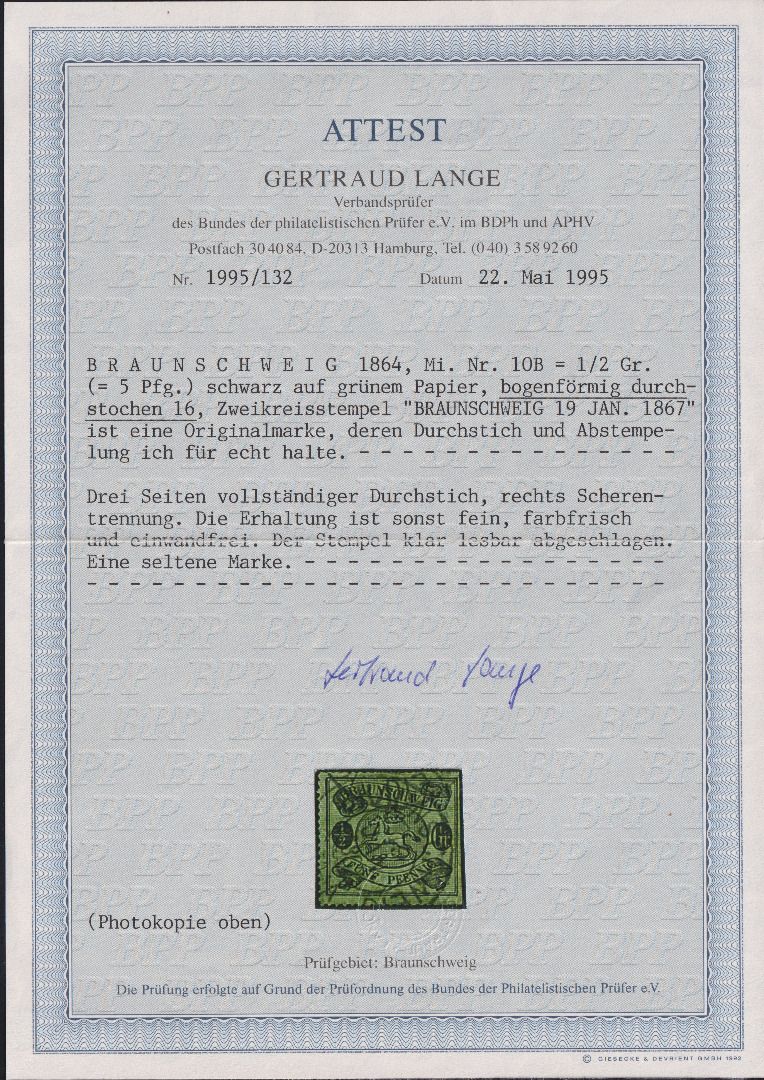 ATTEST
GERTRAUD LANGE
Verbandsprüfer
des Bundes der philatelistischen Prüfer e.V. im BDPh und APHV
Postfach 30 40 84, D-20313 Hamburg, Tel. (0 40) 3 58 92 60
Nr. 1995/132 Datum 22. Mai 1995
B R A U N S C H W E I G 1864, Mi. Nr. 10B = 1/2 Gr.
(= 5 Pfg.) schwarz auf grünem Papier, bogenförmig durch-
stochen 16, Zweikreisstempel "BRAUNSCHWEIG 19 JAN. 1867"
ist eine Originalmarke, deren Durchstich und Abstempe-
lung ich für echt halte. - - - - - - - - - - - - - - -
Drei Seiten vollständiger Durchstich, rechts Scheren-
trennung. Die Erhaltung ist sonst fein, farbfrisch
und einwandfrei. Der Stempel klar lesbar abgeschlagen.
Eine seltene Marke. - - - - - - - - - - - - - - - - -
- - - - - - - - - - - - - - - - - - - - - - - - - - -
Gertraud Lange
BRAUNSCHWEIG
FÜNF PFENNIG
(Photokopie oben)
Prüfgebiet: Braunschweig
Die Prüfung erfolgte auf Grund der Prüfordnung des Bundes der Philatelistischen Prüfer e.V.
© GIESECKE & DEVRIENT GMBH 1992